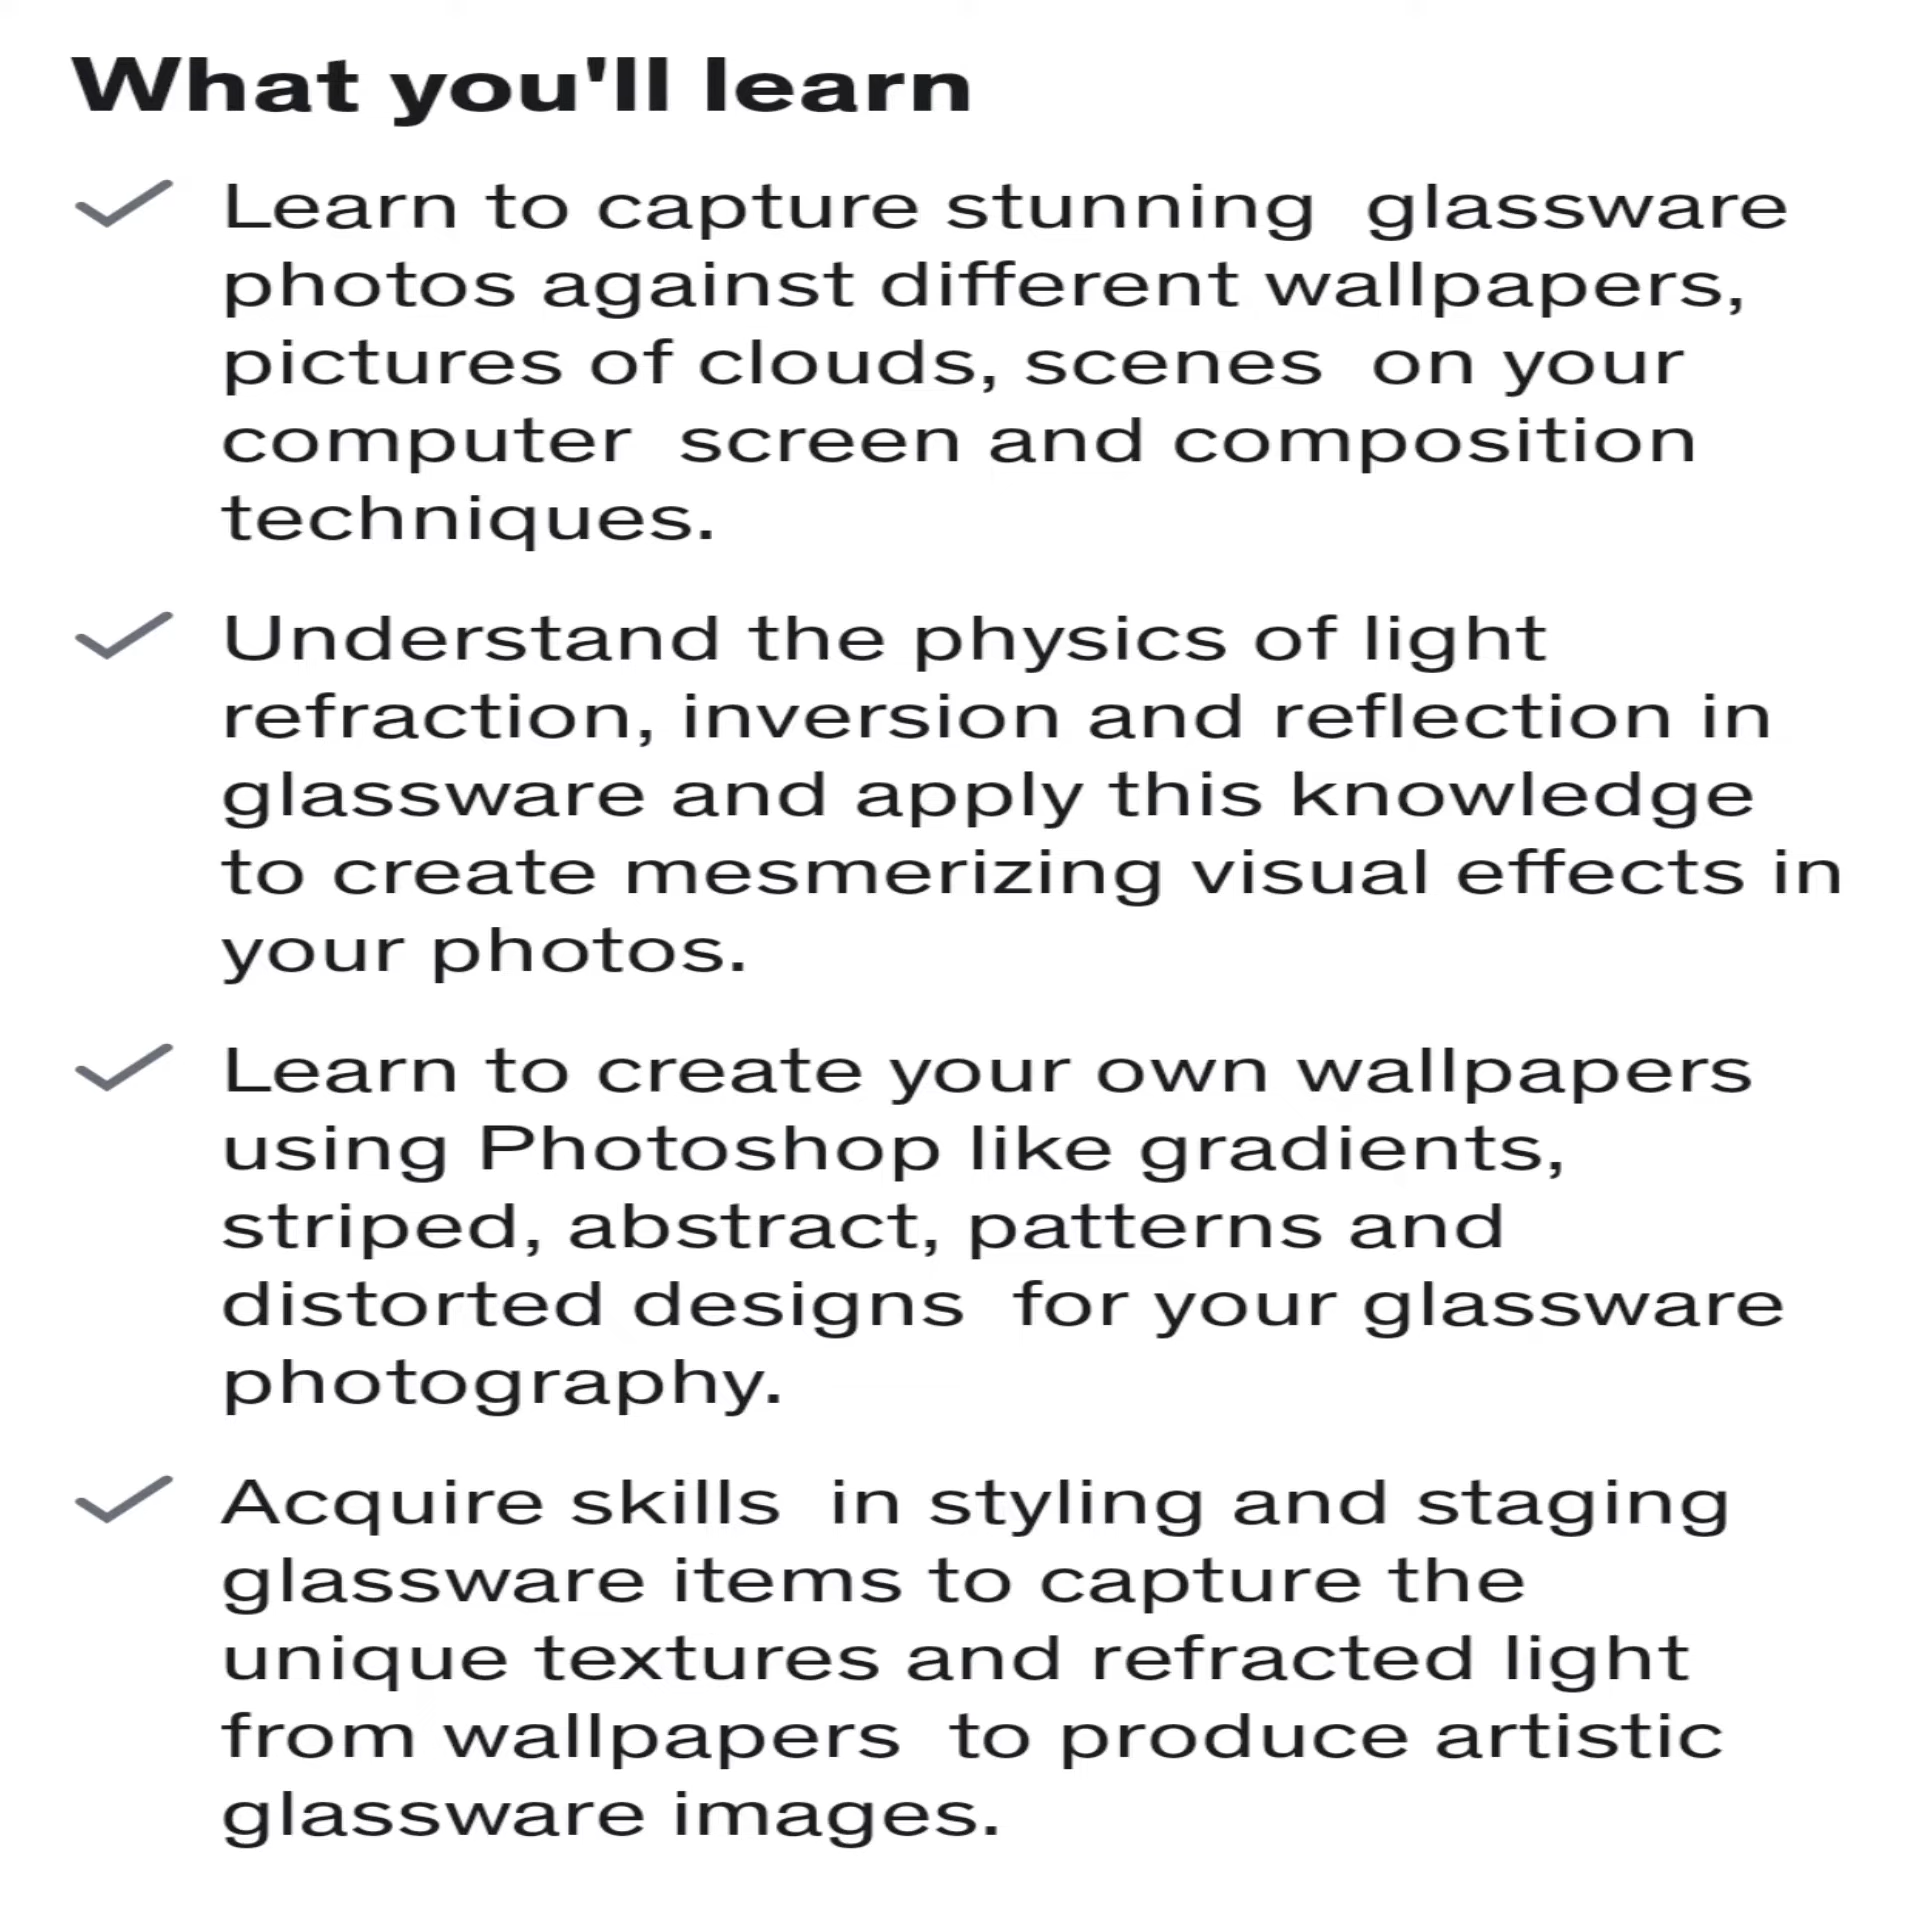 What you'll learn
Learn to capture stunning  glassware
photos against different wallpapers,
pictures of clouds, scenes  on your
computer  screen and composition
techniques.
Understand the physics of light
refraction, inversion and reflection in
glassware and apply this knowledge
to create mesmerizing visual effects in
your photos.
Learn to create your own wallpapers
using Photoshop like gradients,
striped, abstract, patterns and
distorted designs  for your glassware
photography.
Acquire skills  in styling and staging
glassware items to capture the
unique textures and refracted light
from wallpapers  to produce artistic
glassware images.